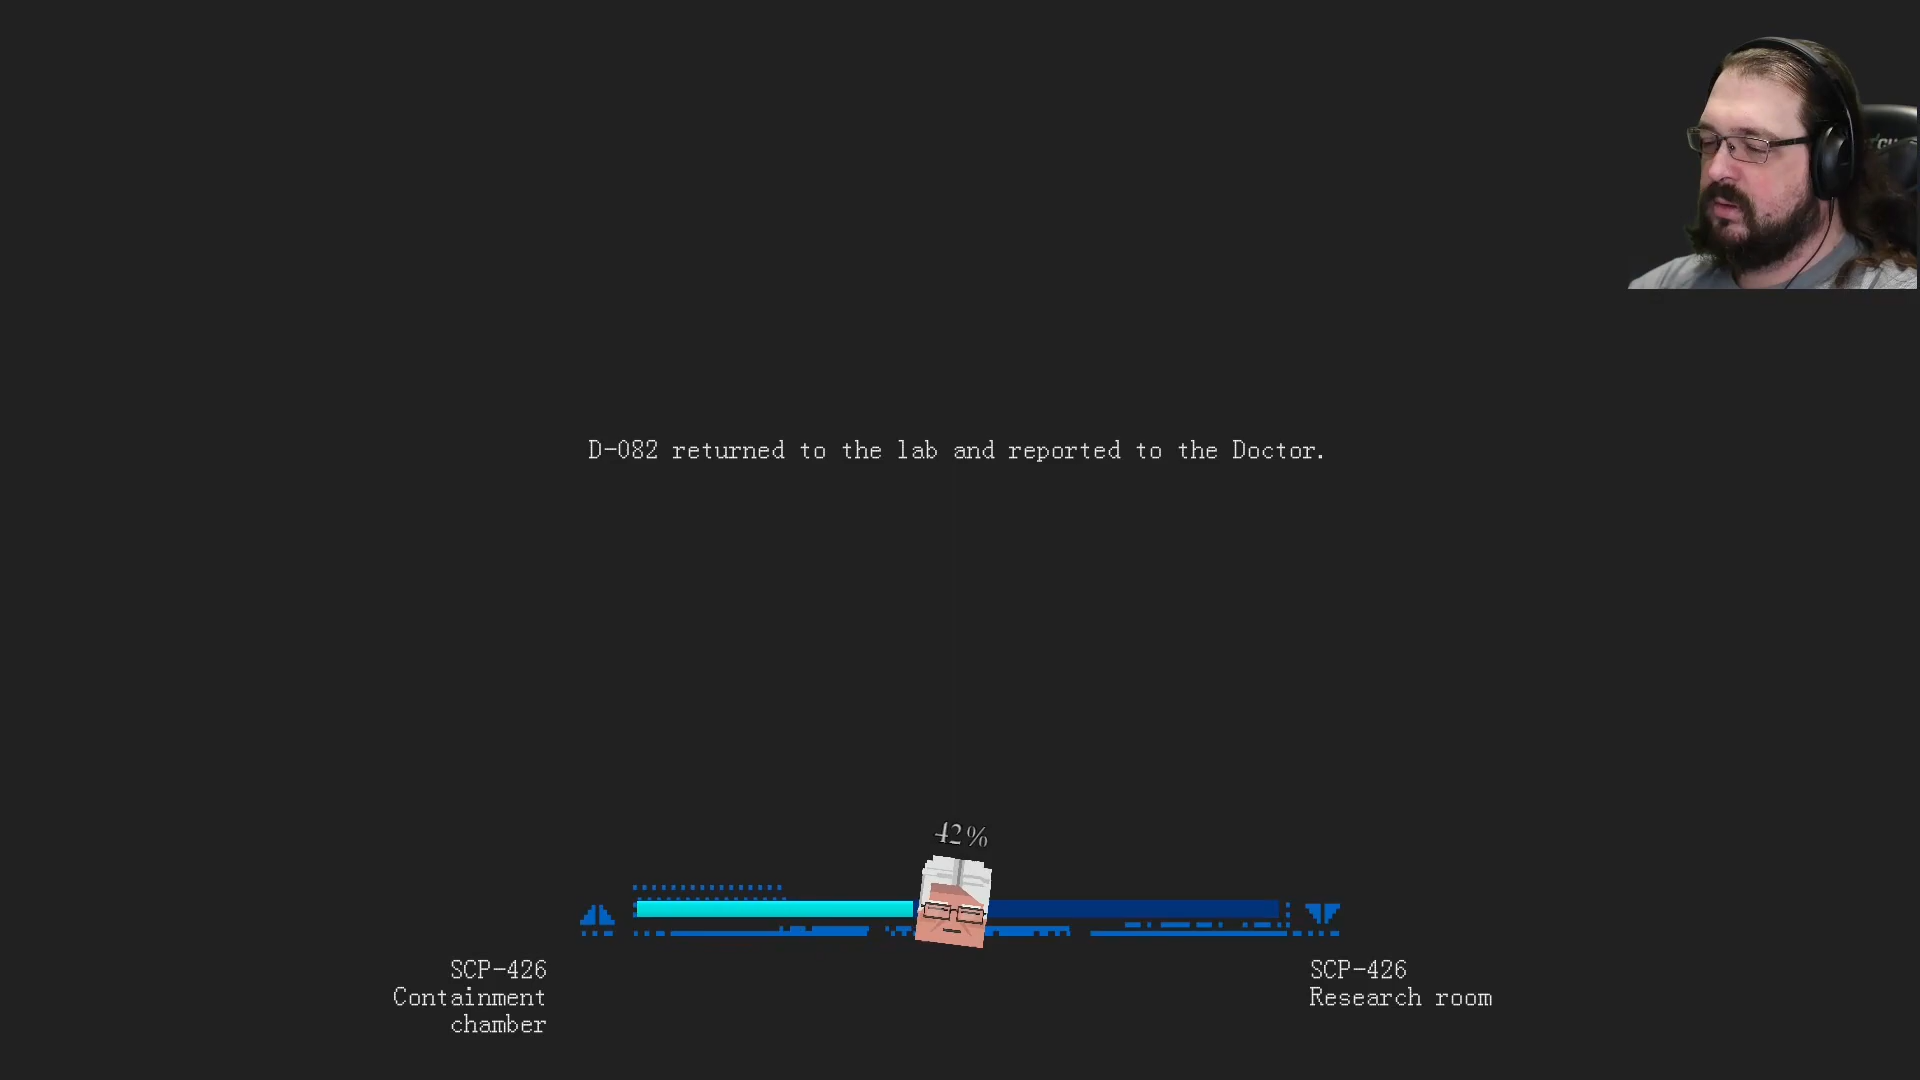 D-082 returned to the lab and reported to the Doctor.
42%
SCP-426
Containment
chamber
SCP-426
Research room